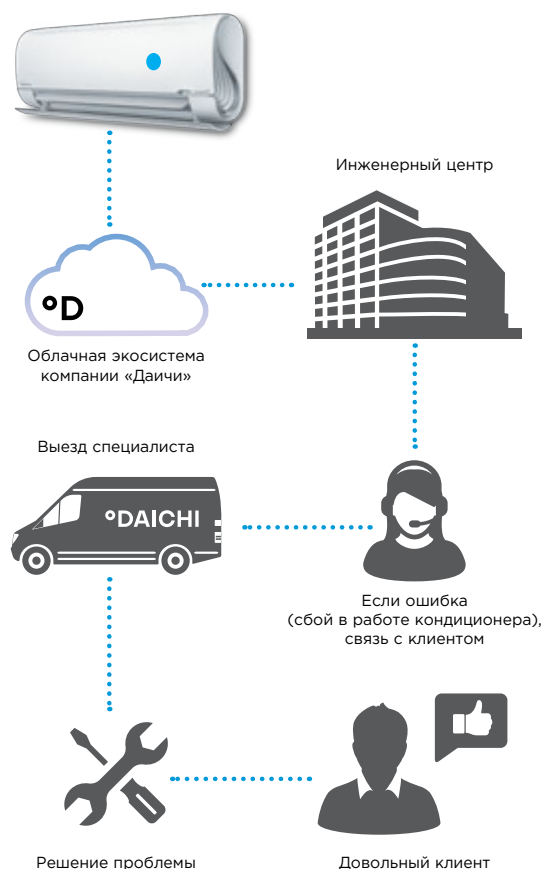 Инженерный центр
°D
Облачная экосистема
компании «Даичи»
Выезд специалиста
°DAICHI
Если ошибка
(сбой в работе кондиционера),
связь с клиентом
Решение проблемы
Довольный клиент